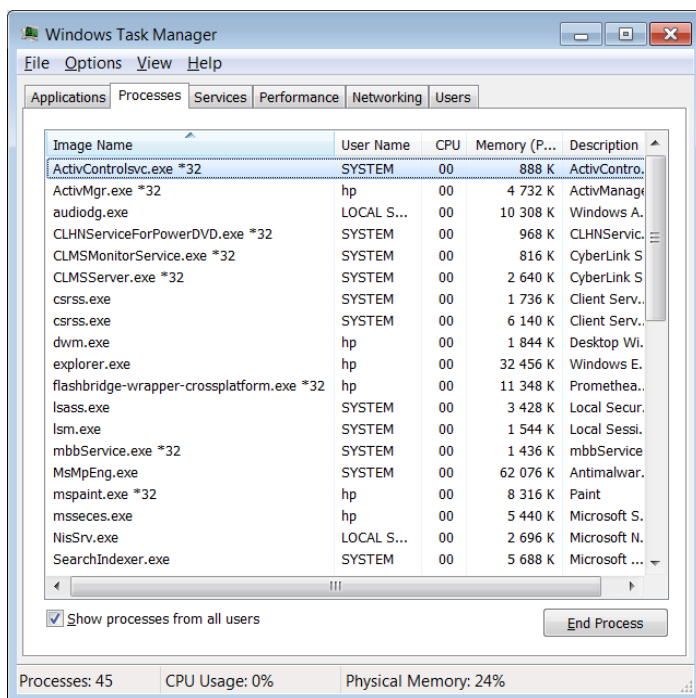 Windows Task Manager
File Options View Help
Applications Processes Services Performance Networking Users
Image Name User Name CPU Memory (P... Description
ActivControlsvc.exe *32 SYSTEM 00 888 K ActivContro.
ActivMgr.exe *32 hp 00 4 732 K ActivManage
audiodg.exe LOCAL S... 00 10 308 K Windows A.
CLHNServiceForPowerDVD.exe *32 SYSTEM 00 968 K CLHNServic.
CLMSMonitorService.exe *32 SYSTEM 00 816 K CyberLink S
CLMSServer.exe *32 SYSTEM 00 2 640 K CyberLink S
csrss.exe SYSTEM 00 1 736 K Client Serv..
csrss.exe SYSTEM 00 6 140 K Client Serv..
dwm.exe hp 00 1 844 K Desktop Wi.
explorer.exe hp 00 32 456 K Windows E.
flashbridge-wrapper-crossplatform.exe *32 hp 00 11 348 K Promethea..
lsass.exe SYSTEM 00 3 428 K Local Secur.
lsm.exe SYSTEM 00 1 544 K Local Sessi.
mbbService.exe *32 SYSTEM 00 1 436 K mbbService
MsMpEng.exe SYSTEM 00 62 076 K Antimalwar.
mspaint.exe *32 hp 00 8 316 K Paint
msseces.exe hp 00 5 440 K Microsoft S.
NisSrv.exe LOCAL S... 00 2 696 K Microsoft N.
SearchIndexer.exe SYSTEM 00 5 688 K Microsoft ...
Show processes from all users End Process
Processes: 45 CPU Usage: 0% Physical Memory: 24%